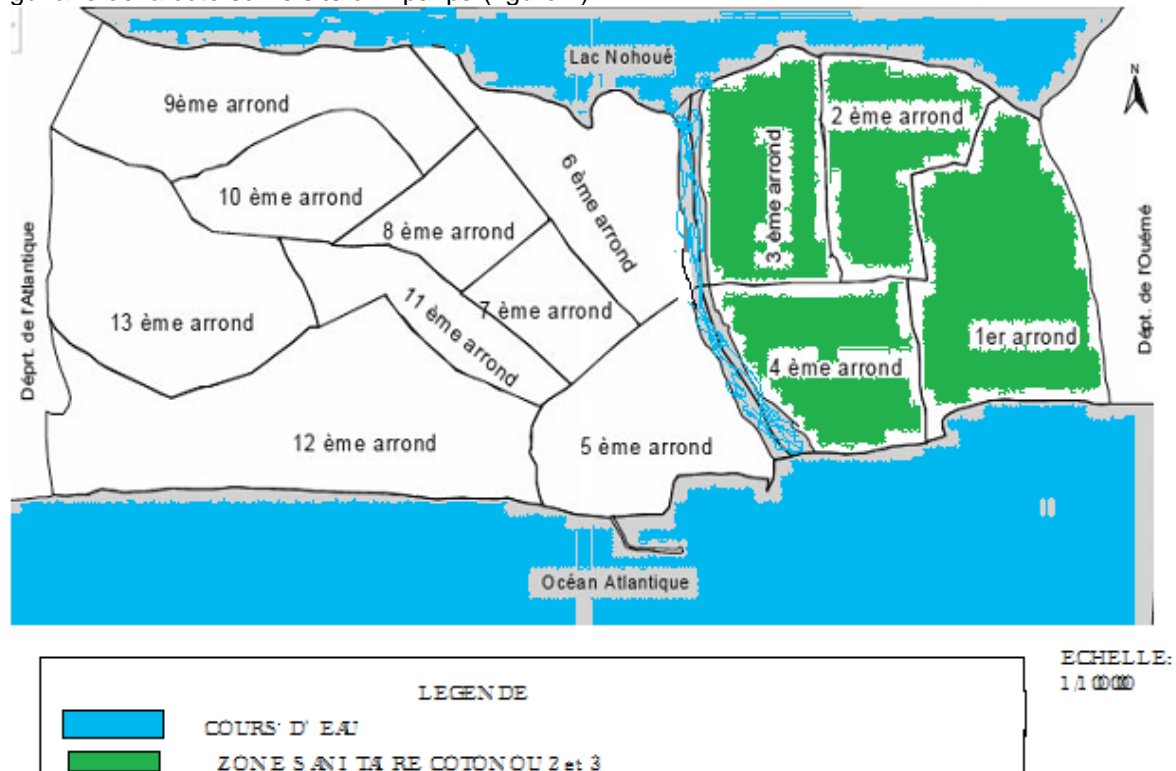 Lac Nohoué
N
9ème arrond
2 ème arrond
3 ème arrond
6 ème arrond
10 ème arrond
8 ème arrond
Déprt. de l'Atlantique
Dépt. de l'Ouémé
13 ème arrond
11 ème arrond
7 ème arrond
1er arrond
4 ème arrond
12 ème arrond
5 ème arrond
Océan Atlantique
ECHELLE:
LEGENDE
COURS D' EAU
ZONE SANITAIRE COTONOU 2 et 3